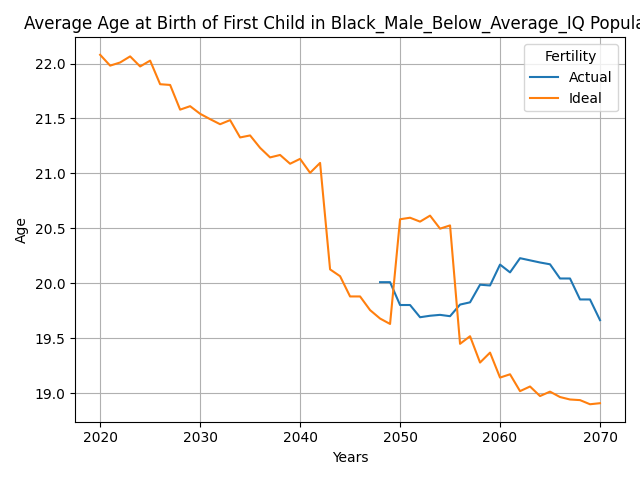 Average Age at Birth of First Child in Black_Male_Below_Average_IQ Popula
Fertility
Actual
Ideal
22.0
21.5
21.0
20.5
20.0
19.5
19.0
Age
2020 2030 2040 2050 2060 2070
Years